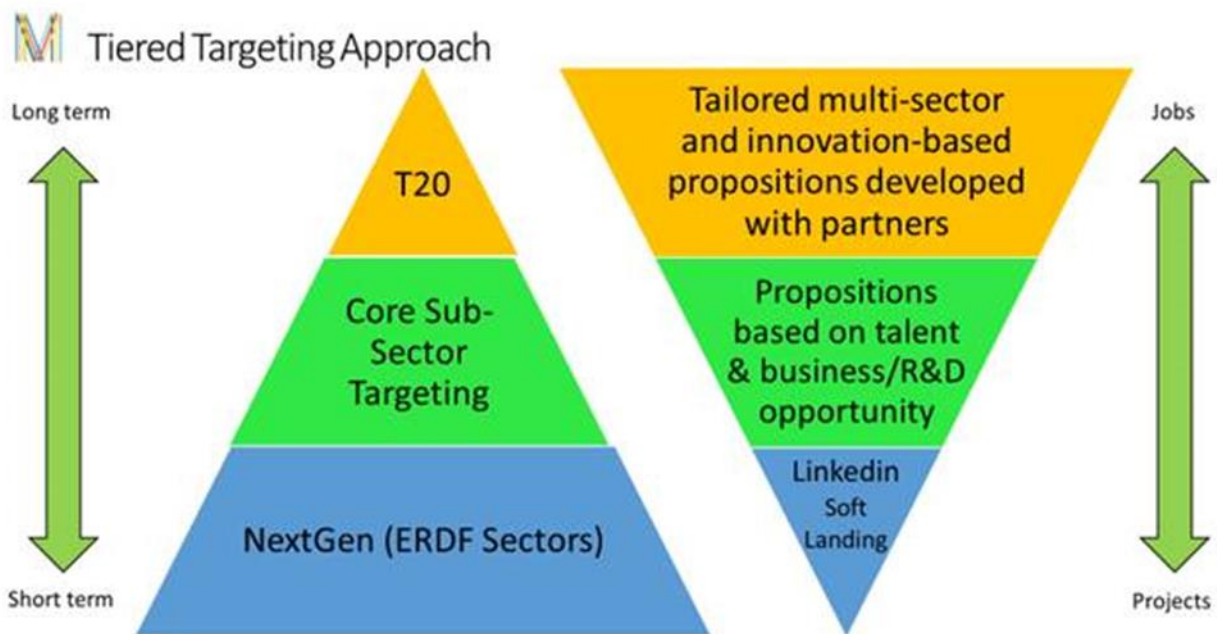 M
Tiered Targeting Approach
Long term
Short term
T20
Core Sub-
Sector
Targeting
NextGen (ERDF Sectors)
Tailored multi-sector
and innovation-based
propositions developed
with partners
Propositions
based on talent
& business/R&D
opportunity
Linkedin
Soft
Landing
Jobs
Projects